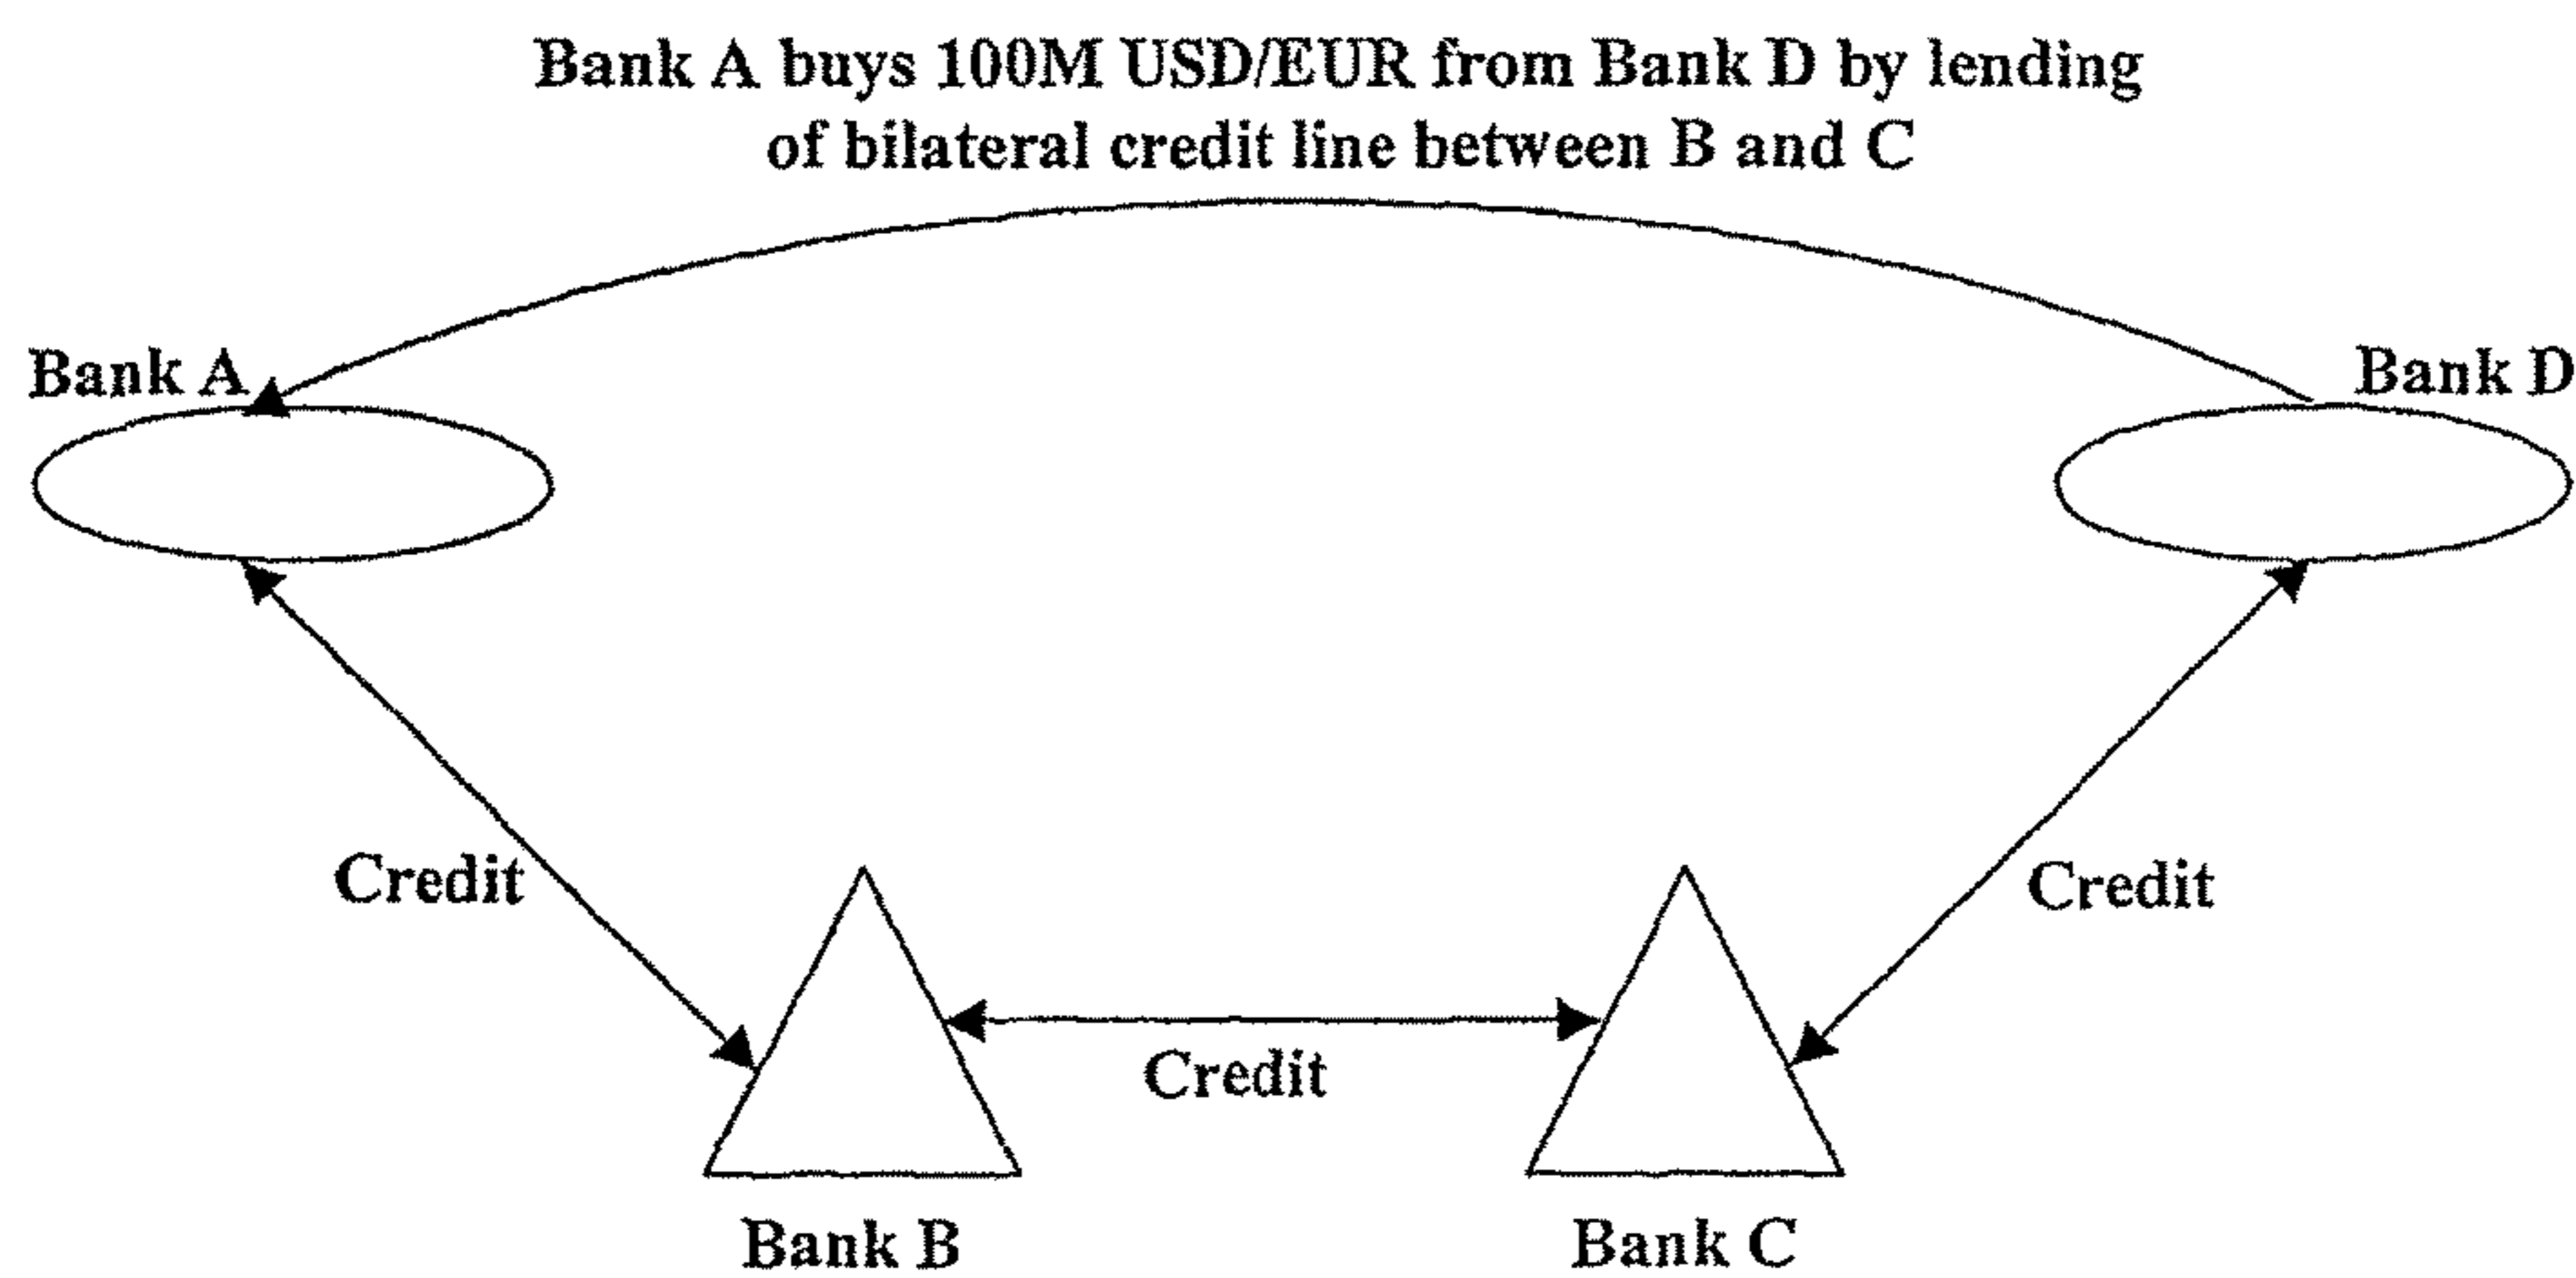 Bank A buys 100M USD/EUR from Bank D by lending
of bilateral credit line between B and C
Bank A
Bank D
Credit
Credit
Credit
Bank B
Bank C